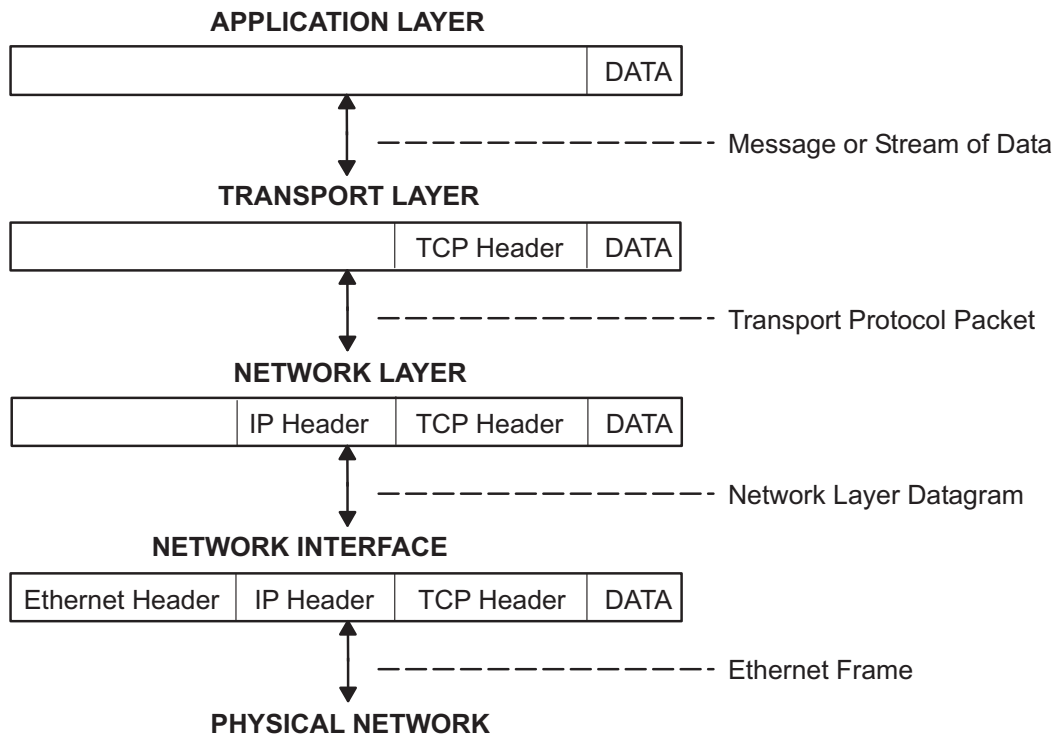 APPLICATION LAYER
DATA
Message or Stream of Data
TRANSPORT LAYER
TCP Header DATA
Transport Protocol Packet
NETWORK LAYER
IP Header TCP Header DATA
Network Layer Datagram
NETWORK INTERFACE
Ethernet Header IP Header TCP Header DATA
Ethernet Frame
PHYSICAL NETWORK